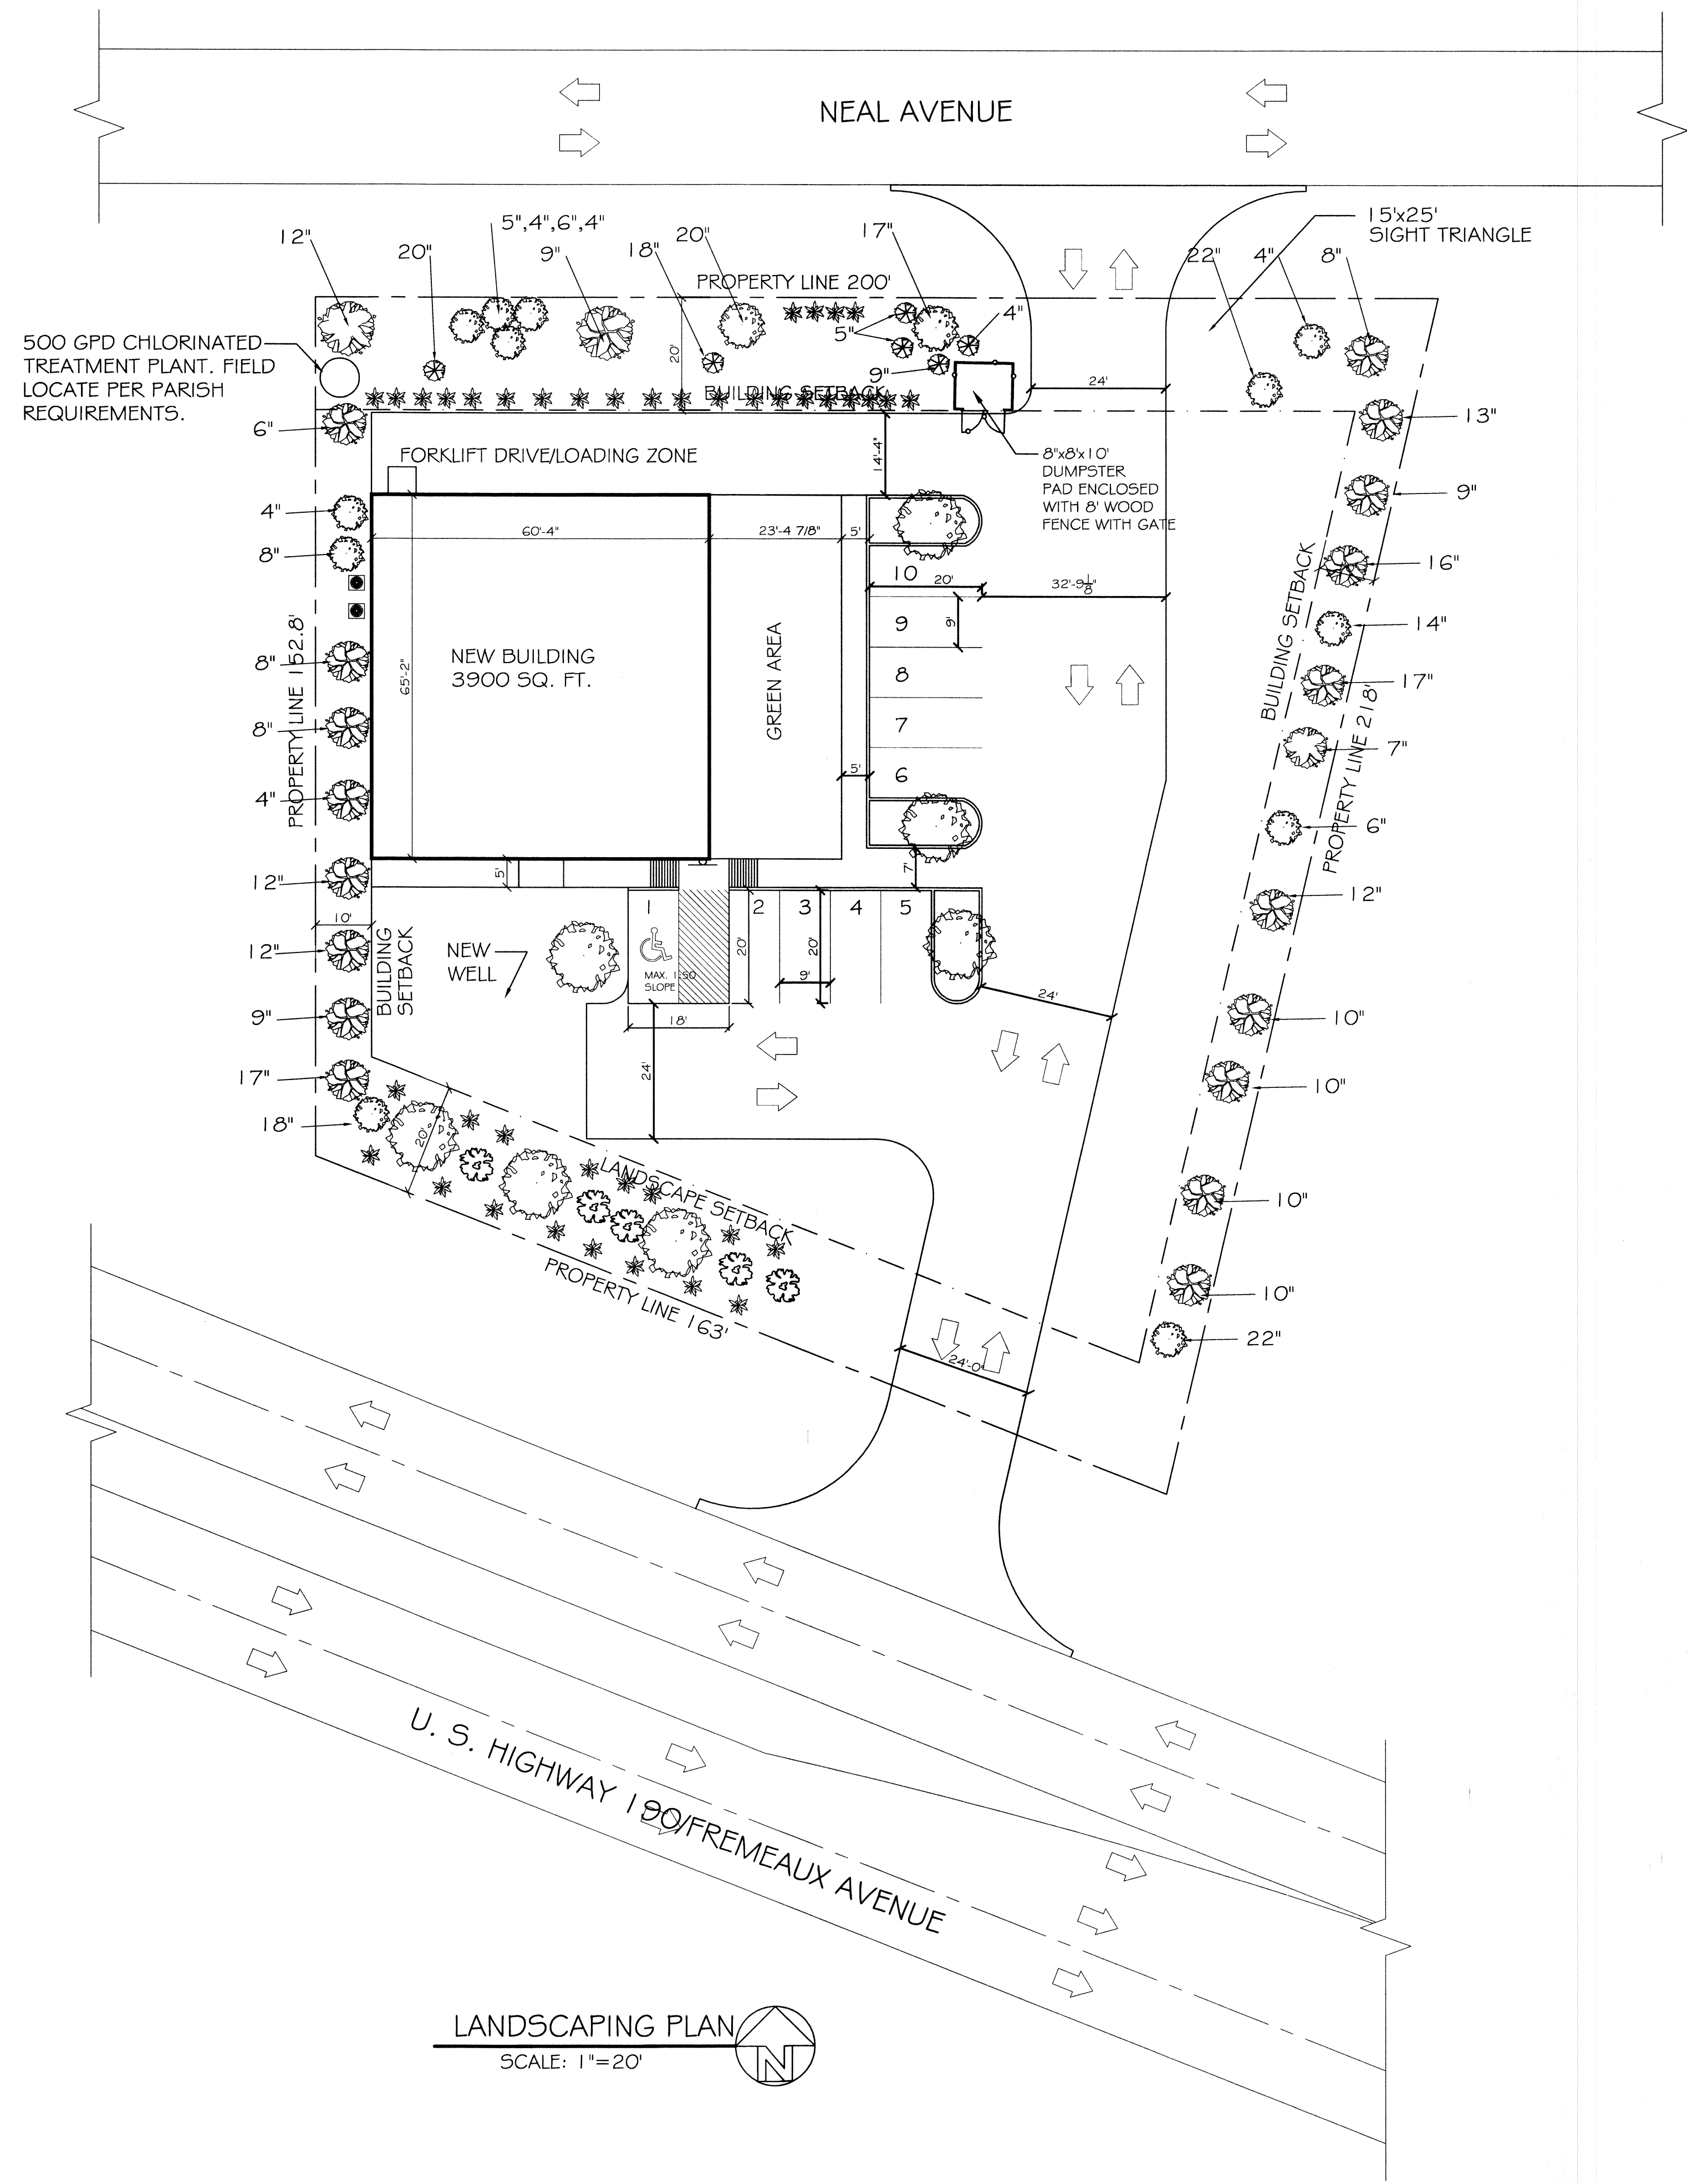 NEAL AVENUE
15'x25'
SIGHT TRIANGLE
12"
20"
5",4",6",4"
9"
18"
20"
17"
22"
4"
8"
PROPERTY LINE 200'
5"
4"
9"
20'
BUILDING SETBACK
24'
500 GPD CHLORINATED
TREATMENT PLANT. FIELD
LOCATE PER PARISH
REQUIREMENTS.
6"
13"
FORKLIFT DRIVE/LOADING ZONE
14'-4"
8"x8'x10'
DUMPSTER
PAD ENCLOSED
WITH 8' WOOD
FENCE WITH GATE
9"
4"
8"
60'-4"
23'-4 7/8"
5'
16"
10
20'
32'-9 1/8"
9
9'
14"
BUILDING SETBACK
PROPERTY LINE 152.8'
8"
65'-2"
NEW BUILDING
3900 SQ. FT.
GREEN AREA
8
17"
8"
7
7"
PROPERTY LINE 218'
4"
5'
6
6"
12"
5'
7'
12"
10'
1
2
3
4
5
12"
BUILDING
SETBACK
NEW
WELL
MAX. 1:50
SLOPE
20'
20'
9'
24'
9"
18'
10"
17"
24'
10"
18"
20'
LANDSCAPE SETBACK
10"
PROPERTY LINE 163'
10"
22"
24'-0"
U. S. HIGHWAY 190/FREMEAUX AVENUE
LANDSCAPING PLAN
N
SCALE: 1"=20'